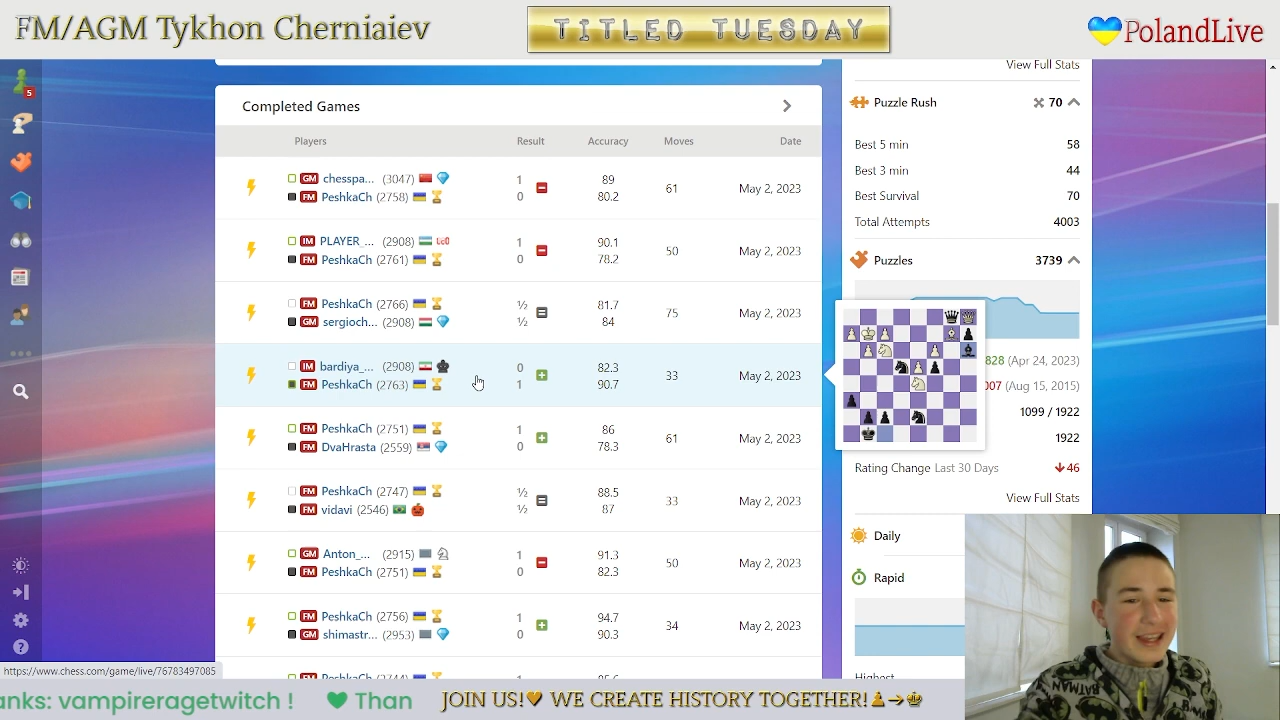 FM/AGM Tykhon Cherniaiev
TITLED TUESDAY
PolandLive
View Full Stats
5
Completed Games
Puzzle Rush 70
Players Result Accuracy Moves Date
Best 5 min 58
Best 3 min 44
Best Survival 70
Total Attempts 4003
GM chesspa... (3047) 1 89
FM PeshkaCh (2758) 0 80.2
61 May 2, 2023
IM PLAYER_... (2908) Lc0 1 90.1
FM PeshkaCh (2761) 0 78.2
50 May 2, 2023
Puzzles 3739
FM PeshkaCh (2766) ½ 81.7
GM sergioch... (2908) ½ 84
75 May 2, 2023
IM bardiya_... (2908) 0 82.3
FM PeshkaCh (2763) 1 90.7
33 May 2, 2023
828 (Apr 24, 2023)
007 (Aug 15, 2015)
1099 / 1922
1922
FM PeshkaCh (2751) 1 86
FM DvaHrasta (2559) 0 78.3
61 May 2, 2023
Rating Change Last 30 Days 46
View Full Stats
FM PeshkaCh (2747) ½ 88.5
FM vidavi (2546) ½ 87
33 May 2, 2023
Daily
GM Anton_... (2915) 1 91.3
FM PeshkaCh (2751) 0 82.3
50 May 2, 2023
Rapid
FM PeshkaCh (2756) 1 94.7
GM shimastr... (2953) 0 90.3
34 May 2, 2023
https://www.chess.com/game/live/76783497085
anks: vampireragetwitch ! Than
JOIN US! WE CREATE HISTORY TOGETHER!
BATMAN